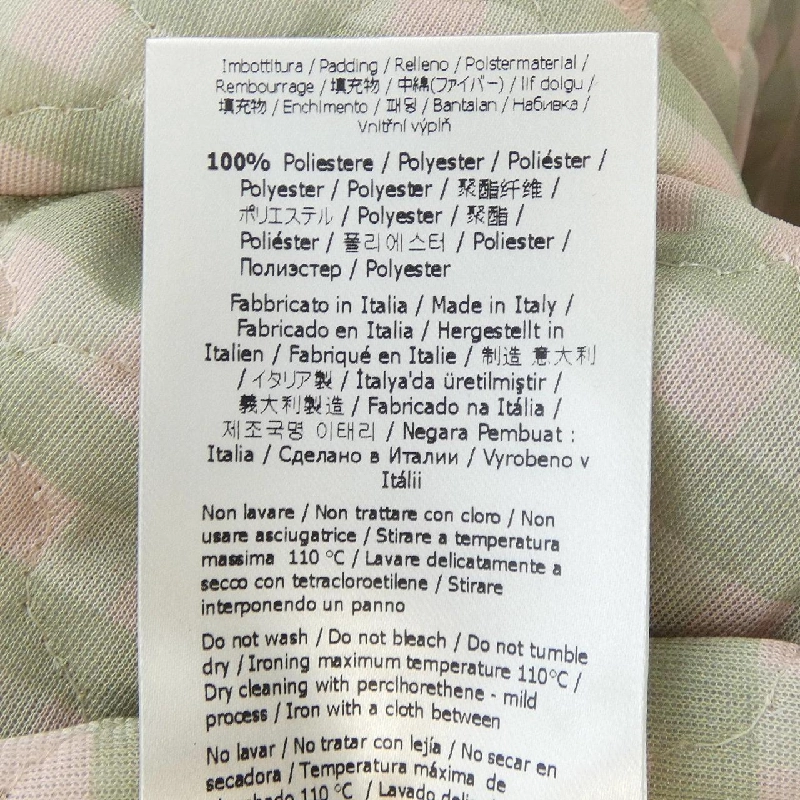 Imbottitura / Padding / Relleno / Polstermaterial /
Rembourrage / 填充物 / 中綿(ファイバー) / lif dolgu /
填充物 / Enchimento / 패딩 / Bantalan / Набивка /
Vnitřní výplň
100% Poliestere / Polyester / Poliéster /
Polyester / Polyester / 聚酯纤维 /
ポリエステル / Polyester / 聚酯 /
Poliéster / 폴리에스터 / Poliester /
Полиэстер / Polyester
Fabbricato in Italia / Made in Italy /
Fabricado en Italia / Hergestellt in
Italien / Fabriqué en Italie / 制造 意大利
/ イタリア製 / İtalya'da üretilmiştir /
義大利製造 / Fabricado na Itália /
제조국명 이태리 / Negara Pembuat :
Italia / Сделано в Италии / Vyrobeno v
Itálii
Non lavare / Non trattare con cloro / Non
usare asciugatrice / Stirare a temperatura
massima 110 °C / Lavare delicatamente a
secco con tetracloroetilene / Stirare
interponendo un panno
Do not wash / Do not bleach / Do not tumble
dry / Ironing maximum temperature 110°C /
Dry cleaning with perclhorethene - mild
process / Iron with a cloth between
No lavar / No tratar con lejía / No secar en
secadora / Temperatura máxima de
110 °C / Lavado